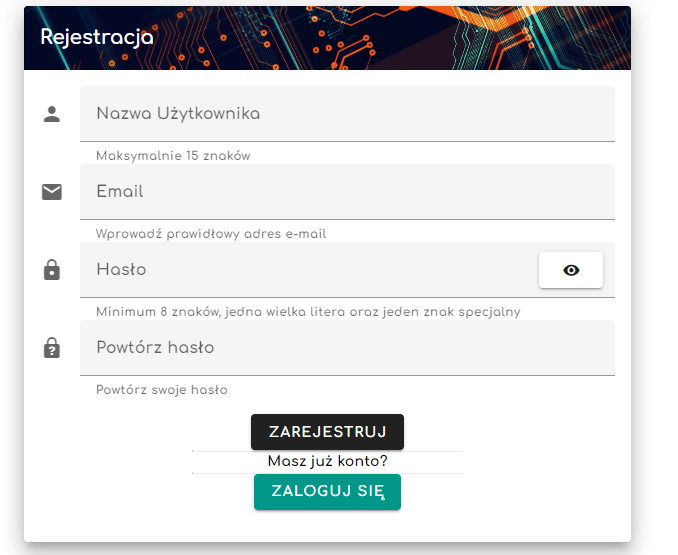 Rejestracja
Nazwa Użytkownika
Maksymalnie 15 znaków
Email
Wprowadź prawidłowy adres e-mail
Hasło
Minimum 8 znaków, jedna wielka litera oraz jeden znak specjalny
Powtórz hasło
Powtórz swoje hasło
ZAREJESTRUJ
Masz już konto?
ZALOGUJ SIĘ